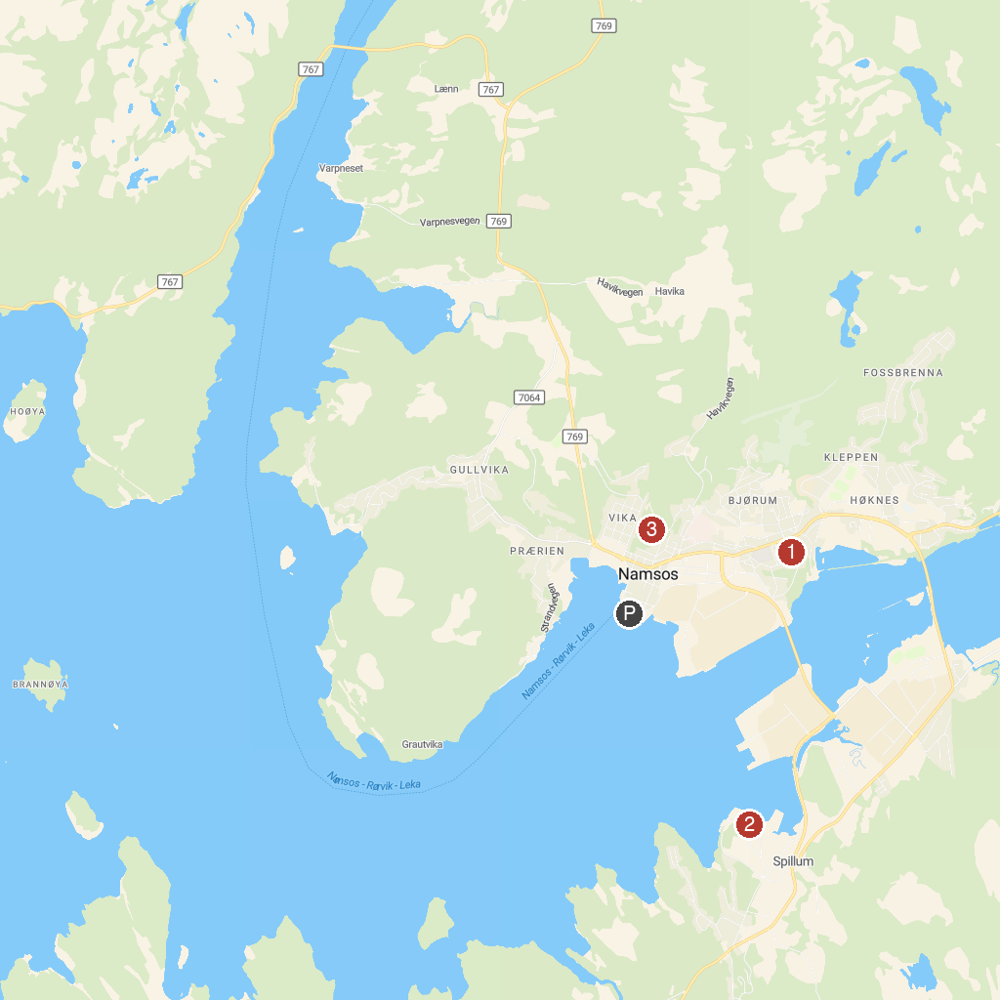 769
767
Lænn
767
Varpneset
Varpnesvegen
769
767
Havikvegen
Havika
FOSSBRENNA
Havikvegen
7064
HOØYA
769
KLEPPEN
GULLVIKA
BJØRUM
HØKNES
VIKA
3
PRÆRIEN
1
Namsos
Strandvegen
P
Namsos - Rørvik - Leka
BRANNØYA
Grautvika
Namsos - Rørvik - Leka
2
Spillum